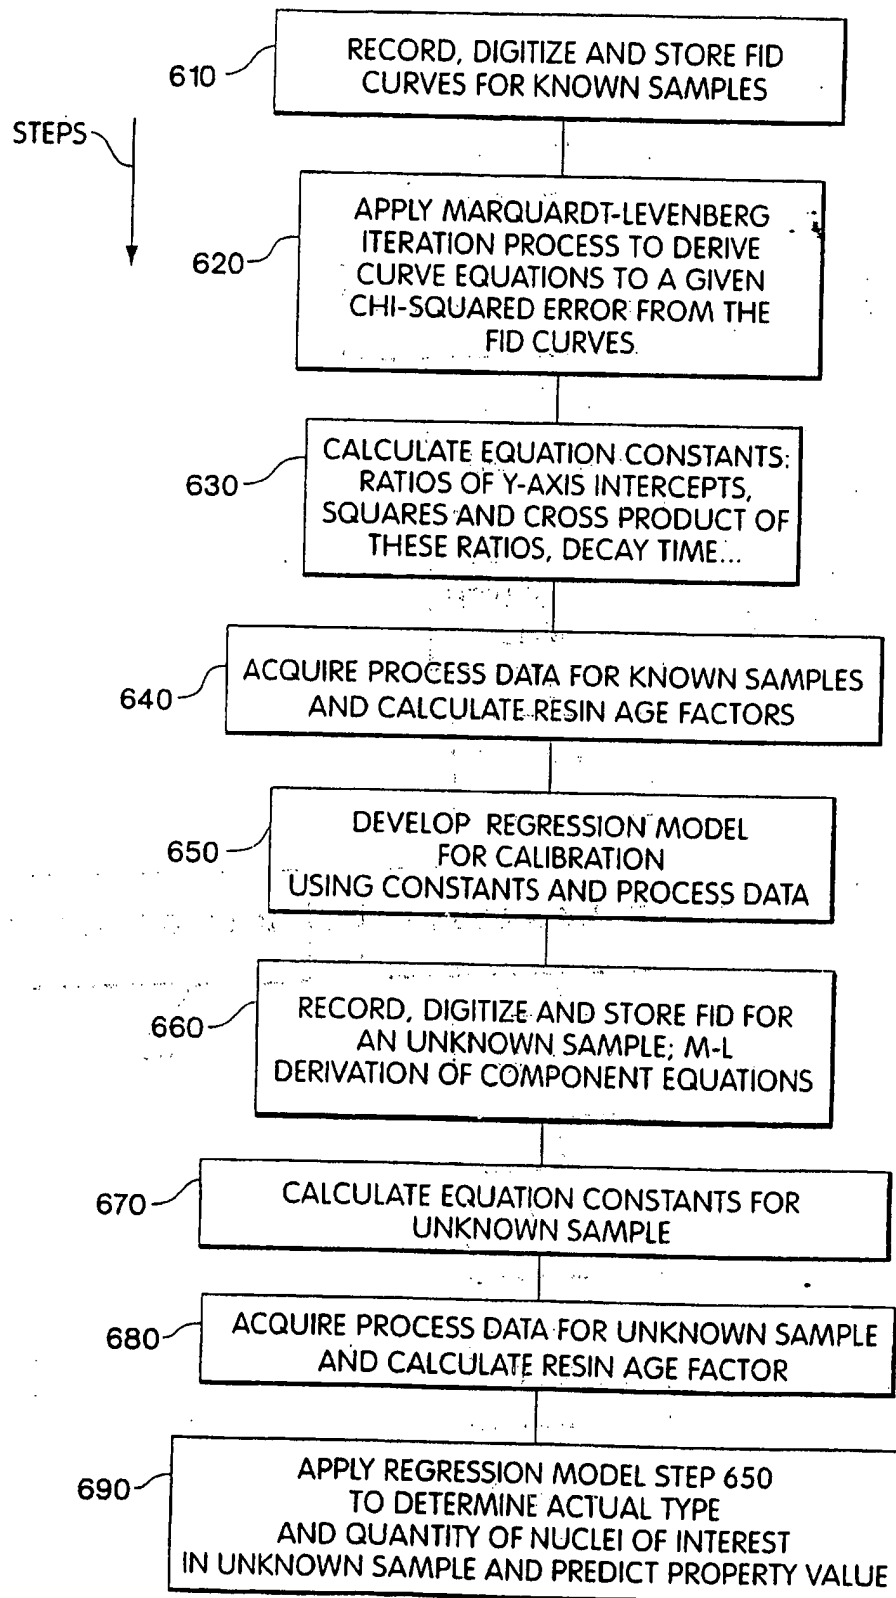 610
RECORD, DIGITIZE AND STORE FID
CURVES FOR KNOWN SAMPLES
STEPS
620
APPLY MARQUARDT-LEVENBERG
ITERATION PROCESS TO DERIVE
CURVE EQUATIONS TO A GIVEN
CHI-SQUARED ERROR FROM THE
FID CURVES
630
CALCULATE EQUATION CONSTANTS:
RATIOS OF Y-AXIS INTERCEPTS,
SQUARES AND CROSS PRODUCT OF
THESE RATIOS, DECAY TIME...
640
ACQUIRE PROCESS DATA FOR KNOWN SAMPLES
AND CALCULATE RESIN AGE FACTORS
650
DEVELOP REGRESSION MODEL
FOR CALIBRATION
USING CONSTANTS AND PROCESS DATA
660
RECORD, DIGITIZE AND STORE FID FOR
AN UNKNOWN SAMPLE; M-L
DERIVATION OF COMPONENT EQUATIONS
670
CALCULATE EQUATION CONSTANTS FOR
UNKNOWN SAMPLE
680
ACQUIRE PROCESS DATA FOR UNKNOWN SAMPLE
AND CALCULATE RESIN AGE FACTOR
690
APPLY REGRESSION MODEL STEP 650
TO DETERMINE ACTUAL TYPE
AND QUANTITY OF NUCLEI OF INTEREST
IN UNKNOWN SAMPLE AND PREDICT PROPERTY VALUE